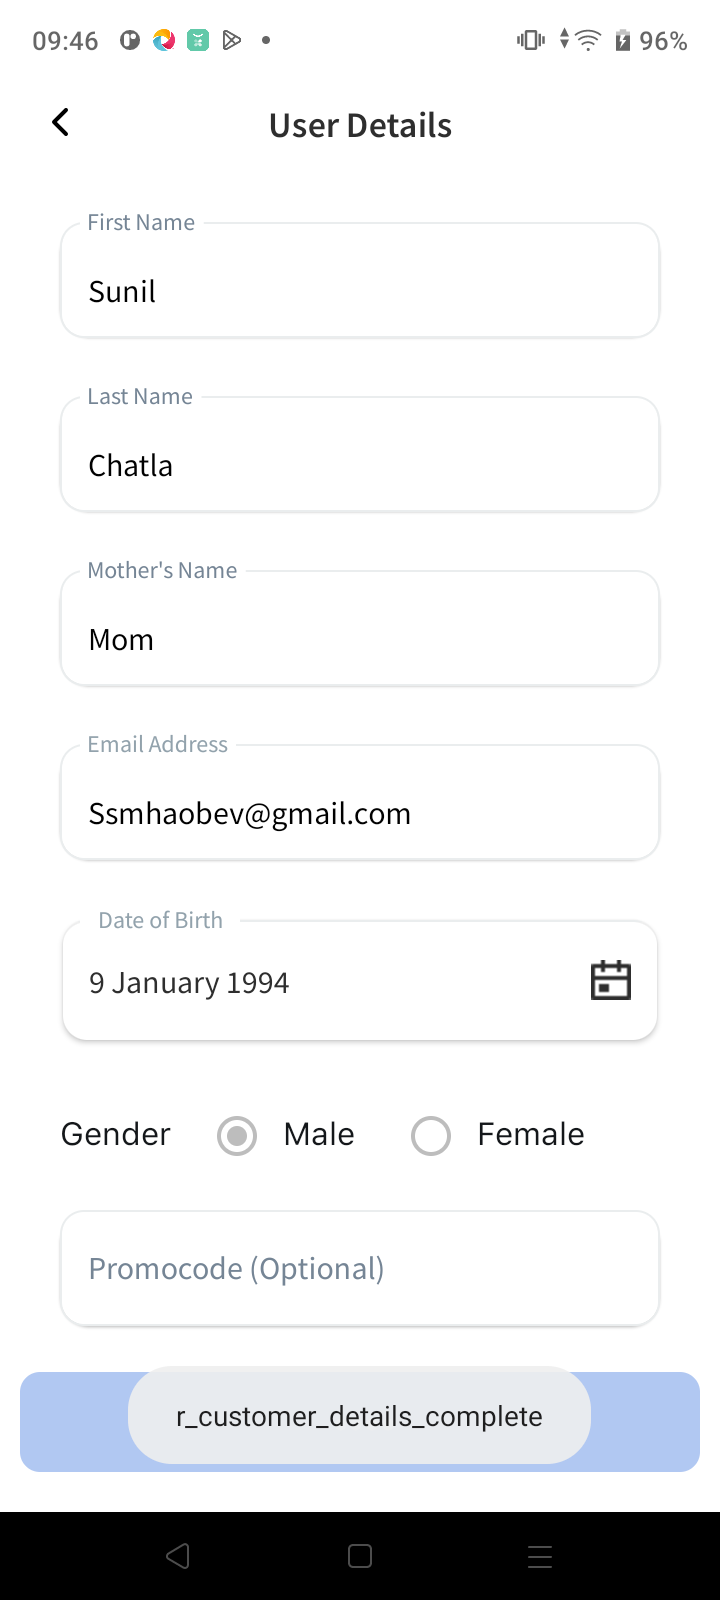 09:46
96%
User Details
First Name
Sunil
Last Name
Chatla
Mother's Name
Mom
Email Address
Ssmhaobev@gmail.com
Date of Birth
9 January 1994
Gender Male Female
Promocode (Optional)
r_customer_details_complete